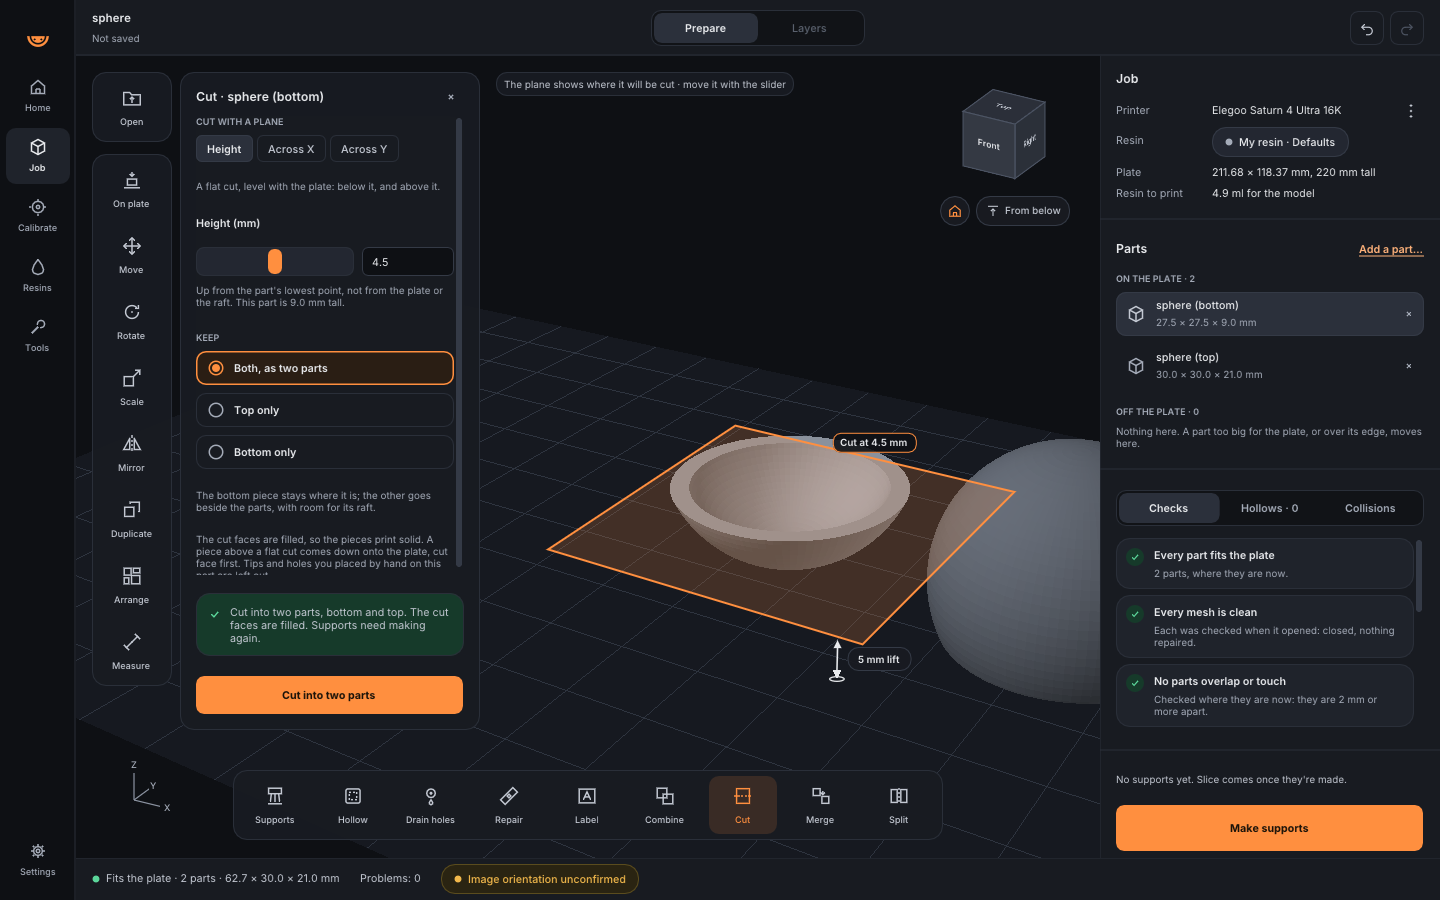 sphere
Not saved
Prepare
Layers
Home
Job
Calibrate
Resins
Tools
Settings
Open
On plate
Move
Rotate
Scale
Mirror
Duplicate
Arrange
Measure
Cut · sphere (bottom)
×
CUT WITH A PLANE
Height
Across X
Across Y
A flat cut, level with the plate: below it, and above it.
Height (mm)
4.5
Up from the part's lowest point, not from the plate or
the raft. This part is 9.0 mm tall.
KEEP
Both, as two parts
Top only
Bottom only
The bottom piece stays where it is; the other goes
beside the parts, with room for its raft.
The cut faces are filled, so the pieces print solid. A
piece above a flat cut comes down onto the plate, cut
face first. Tips and holes you placed by hand on this
part are left out.
Cut into two parts, bottom and top. The cut
faces are filled. Supports need making
again.
Cut into two parts
The plane shows where it will be cut · move it with the slider
Top
Front
Right
From below
Cut at 4.5 mm
5 mm lift
Z
Y
X
Supports
Hollow
Drain holes
Repair
Label
Combine
Cut
Merge
Split
Job
Printer
Elegoo Saturn 4 Ultra 16K
Resin
My resin · Defaults
Plate
211.68 × 118.37 mm, 220 mm tall
Resin to print
4.9 ml for the model
Parts
Add a part...
ON THE PLATE · 2
sphere (bottom)
27.5 × 27.5 × 9.0 mm
×
sphere (top)
30.0 × 30.0 × 21.0 mm
×
OFF THE PLATE · 0
Nothing here. A part too big for the plate, or over its edge, moves
here.
Checks
Hollows · 0
Collisions
Every part fits the plate
2 parts, where they are now.
Every mesh is clean
Each was checked when it opened: closed, nothing
repaired.
No parts overlap or touch
Checked where they are now: they are 2 mm or
more apart.
No supports yet. Slice comes once they're made.
Make supports
Fits the plate · 2 parts · 62.7 × 30.0 × 21.0 mm
Problems: 0
Image orientation unconfirmed